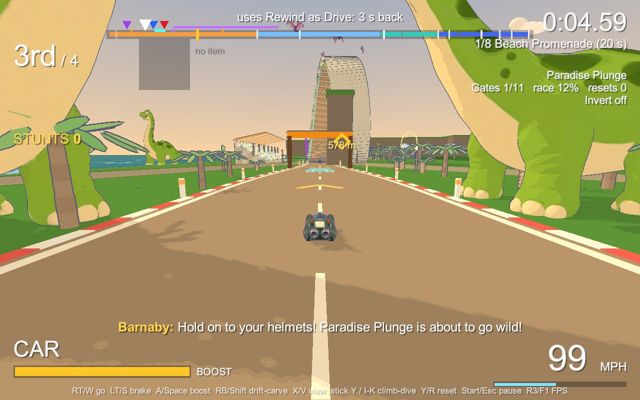 uses Rewind as Drive: 3 s back
0:04.59
3rd / 4
no item
1/8 Beach Promenade (20 s)
Paradise Plunge
Gates 1/11 race 12% resets 0
Invert off
STUNTS 0
Barnaby: Hold on to your helmets! Paradise Plunge is about to go wild!
CAR
BOOST
99 MPH
RT/W go LT/S brake A/Space boost RB/Shift drift-carve X/V view stick Y / I-K climb-dive Y/R reset Start/Esc pause R3/F1 FPS